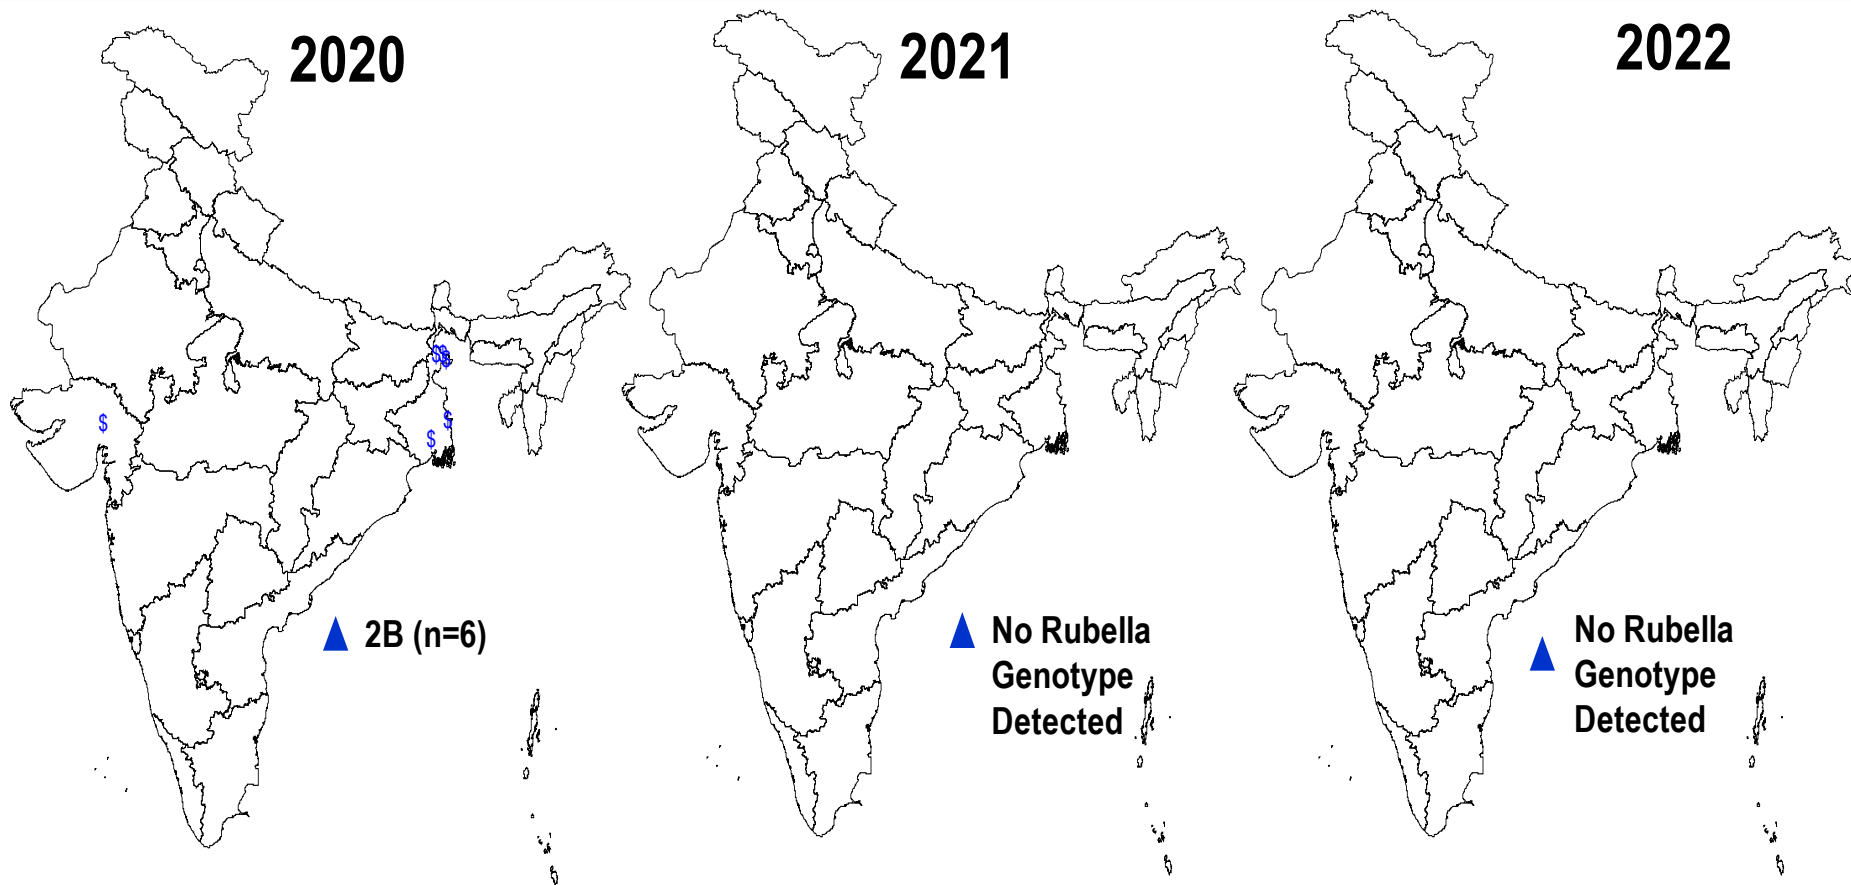 2020
2021
2022
$$$
$
$
$
2B (n=6)
No Rubella
Genotype
Detected
No Rubella
Genotype
Detected